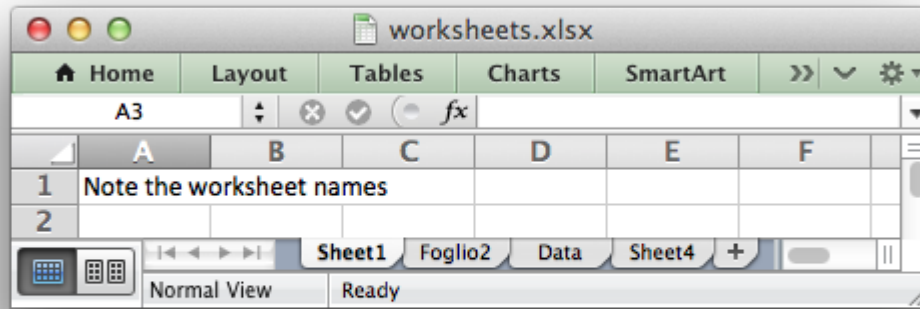 worksheets.xlsx
Home Layout Tables Charts SmartArt
A3 fx
A B C D E F
1 Note the worksheet names
2
Sheet1 Foglio2 Data Sheet4 +
Normal View Ready